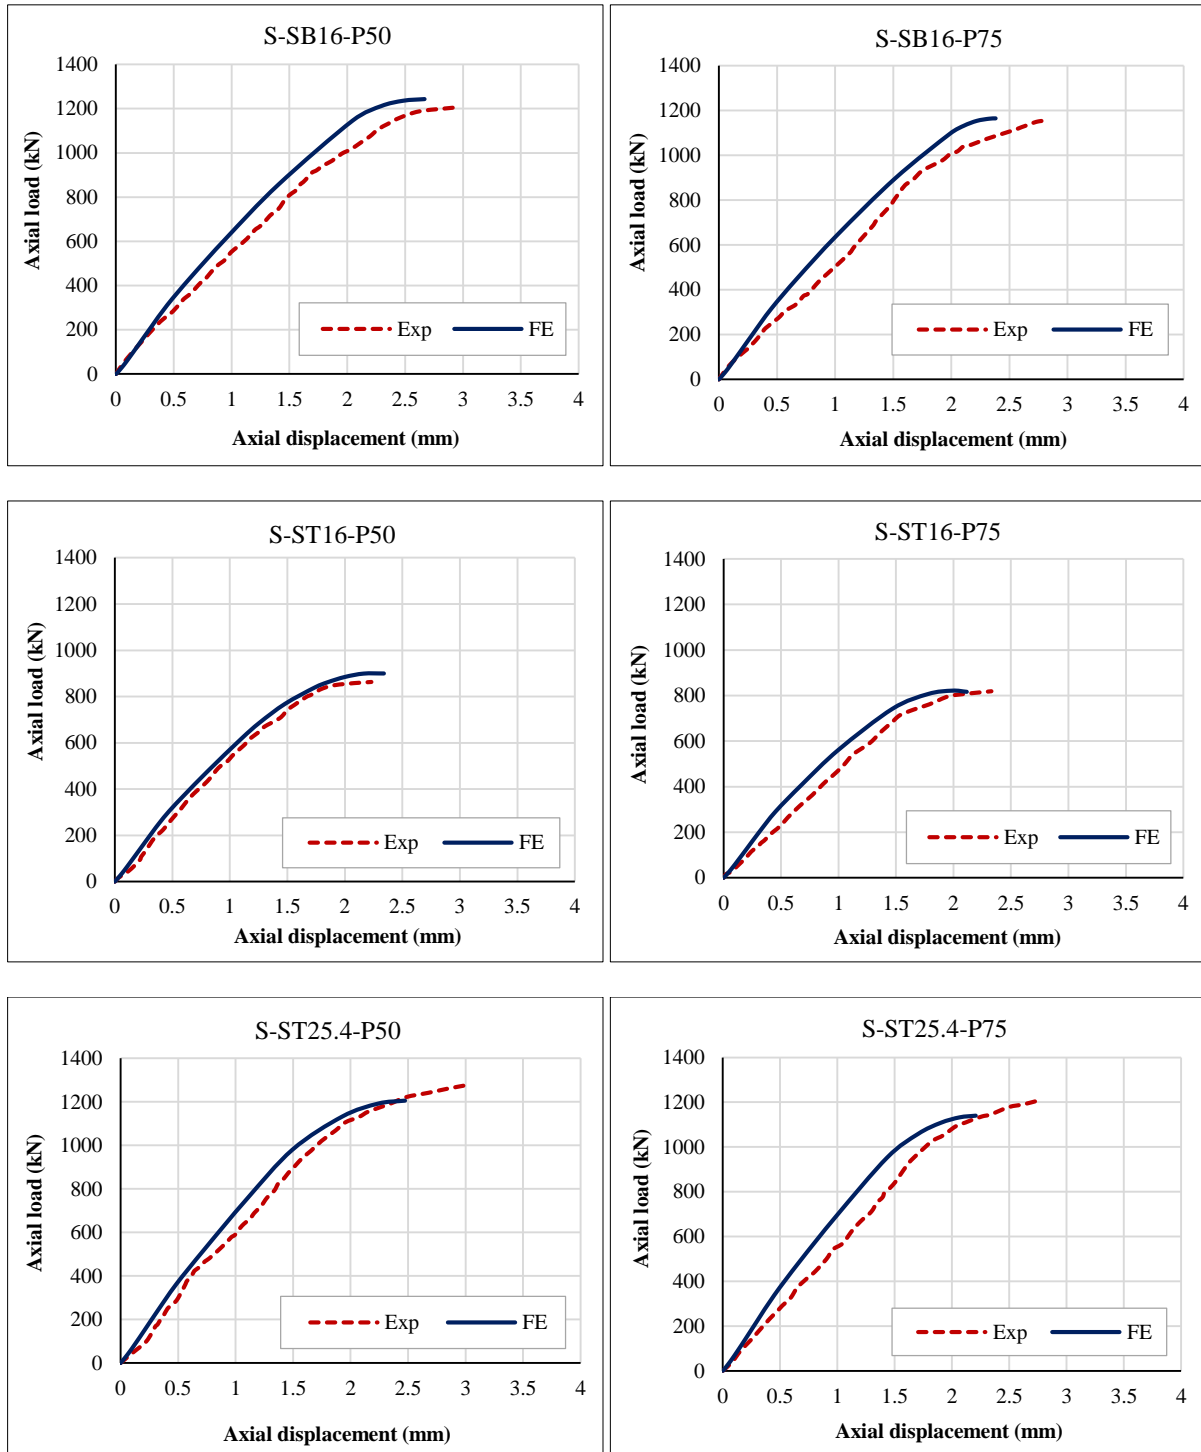 S-SB16-P50
1400
1200
1000
800
600
400
200
0
0 0.5 1 1.5 2 2.5 3 3.5 4
Axial load (kN)
Axial displacement (mm)
Exp FE
S-SB16-P75
1400
1200
1000
800
600
400
200
0
0 0.5 1 1.5 2 2.5 3 3.5 4
Axial load (kN)
Axial displacement (mm)
Exp FE
S-ST16-P50
1400
1200
1000
800
600
400
200
0
0 0.5 1 1.5 2 2.5 3 3.5 4
Axial load (kN)
Axial displacement (mm)
Exp FE
S-ST16-P75
1400
1200
1000
800
600
400
200
0
0 0.5 1 1.5 2 2.5 3 3.5 4
Axial load (kN)
Axial displacement (mm)
Exp FE
S-ST25.4-P50
1400
1200
1000
800
600
400
200
0
0 0.5 1 1.5 2 2.5 3 3.5 4
Axial load (kN)
Axial displacement (mm)
Exp FE
S-ST25.4-P75
1400
1200
1000
800
600
400
200
0
0 0.5 1 1.5 2 2.5 3 3.5 4
Axial load (kN)
Axial displacement (mm)
Exp FE